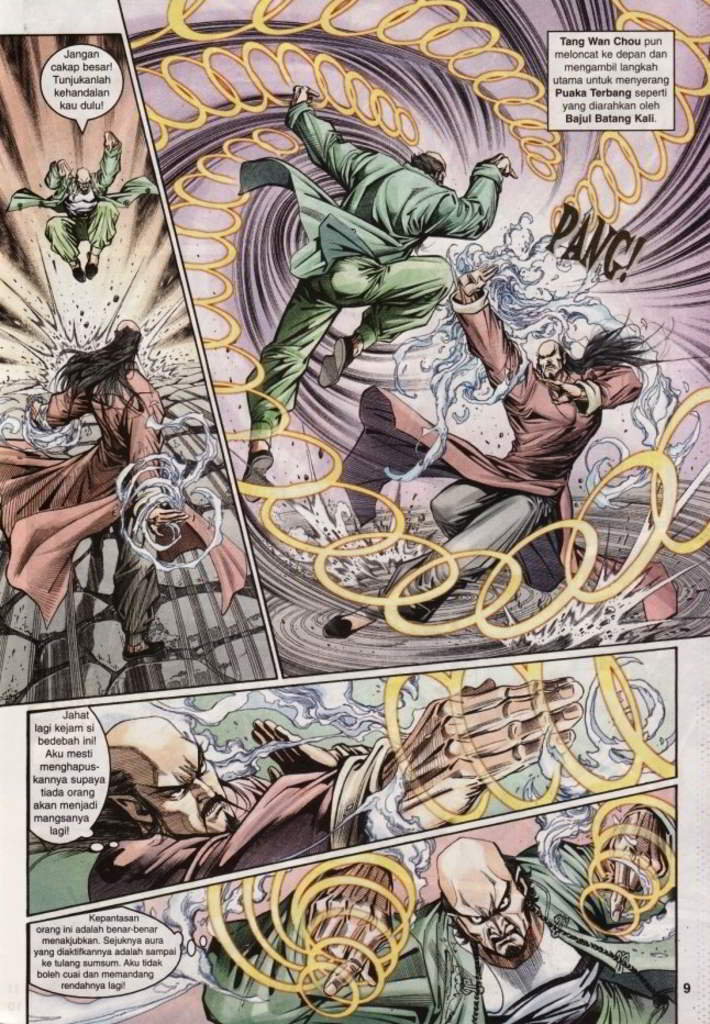 Jangan
cakap besar!
Tunjukanlah
kehandalan
kau dulu!
Tang Wan Chou pun
meloncat ke depan dan
mengambil langkah
utama untuk menyerang
Puaka Terbang seperti
yang diarahkan oleh
Bajul Batang Kali.
PANG!
Jahat
lagi kejam si
bedebah ini!
Aku mesti
menghapus-
kannya supaya
tiada orang
akan menjadi
mangsanya
lagi!
Kepantasan
orang ini adalah benar-benar
menakjubkan. Sejuknya aura
yang diaktifkannya adalah sampai
ke tulang sumsum. Aku tidak
boleh cuai dan memandang
rendahnya lagi!
9